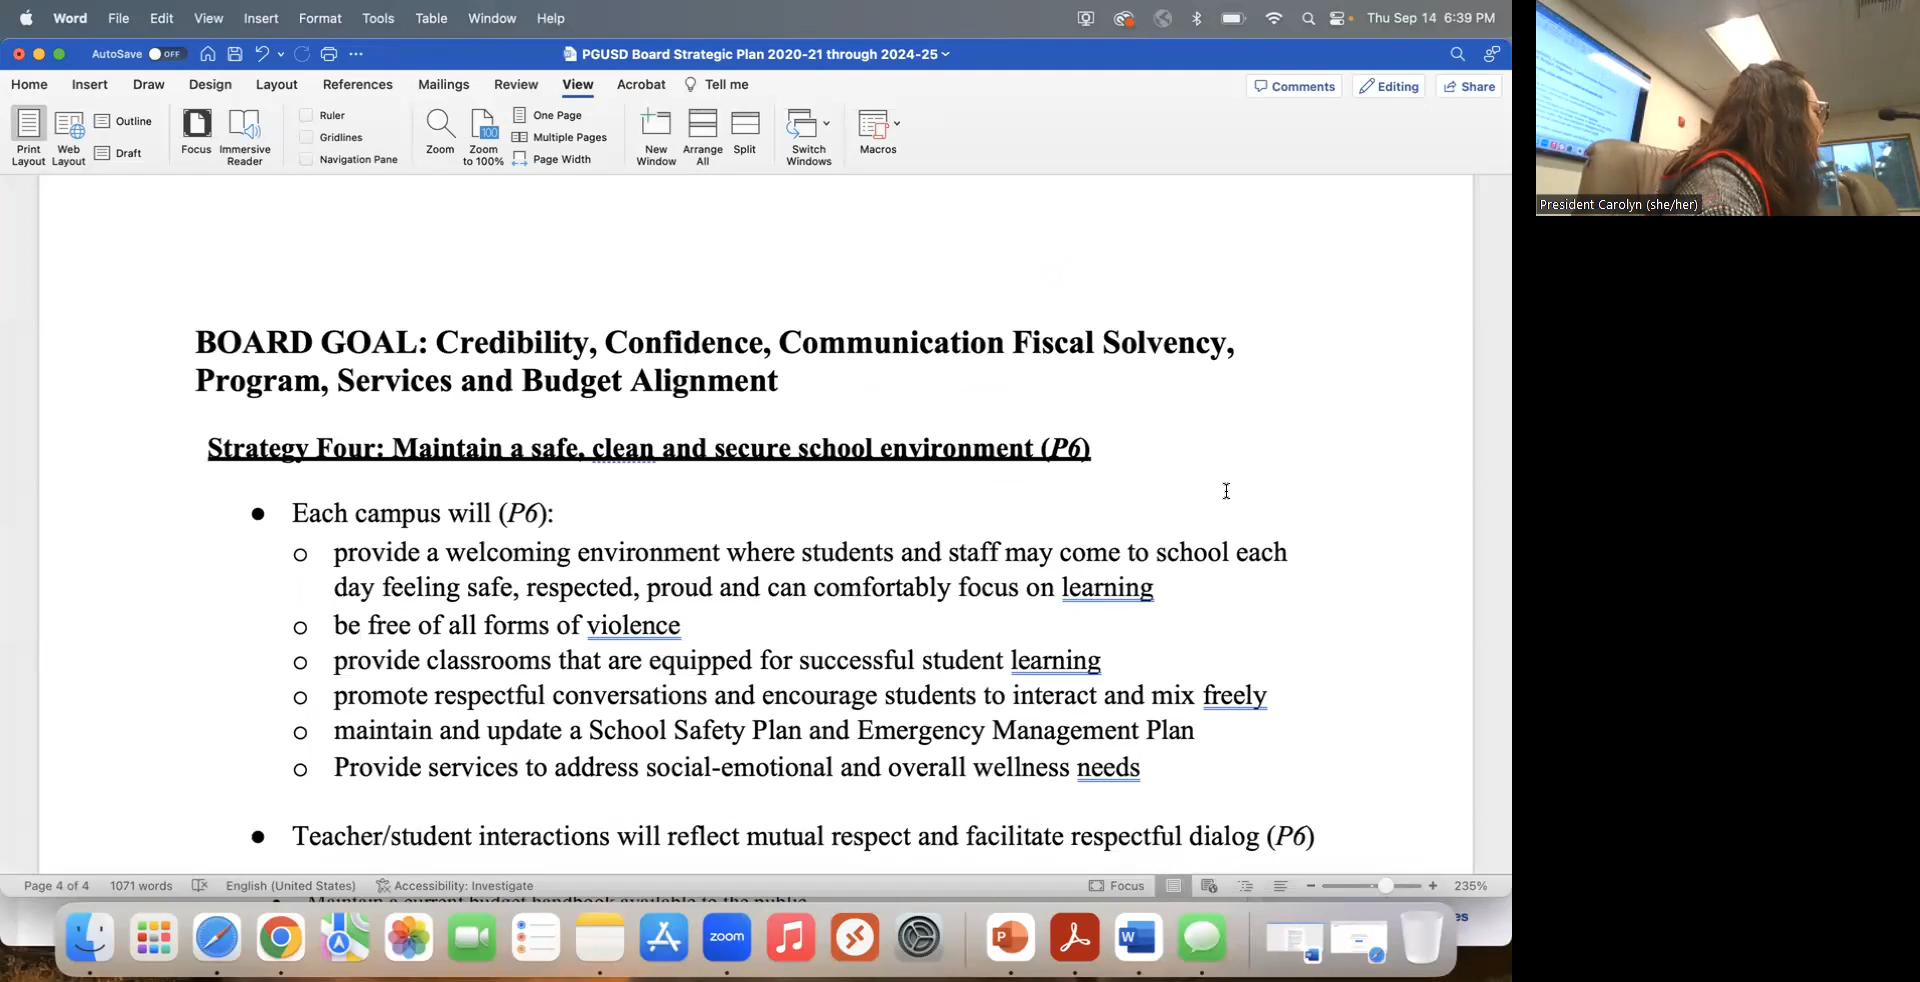 Word File Edit View Insert Format Tools Table Window Help Thu Sep 14 6:39 PM
AutoSave OFF PGUSD Board Strategic Plan 2020-21 through 2024-25
Home Insert Draw Design Layout References Mailings Review View Acrobat Tell me Comments Editing Share
Print Layout
Web Layout
Outline
Draft
Focus
Immersive Reader
Ruler
Gridlines
Navigation Pane
Zoom
100
Zoom to 100%
One Page
Multiple Pages
Page Width
New Window
Arrange All
Split
Switch Windows
Macros
BOARD GOAL: Credibility, Confidence, Communication Fiscal Solvency,
Program, Services and Budget Alignment
Strategy Four: Maintain a safe, clean and secure school environment (P6)
● Each campus will (P6):
o provide a welcoming environment where students and staff may come to school each
day feeling safe, respected, proud and can comfortably focus on learning
o be free of all forms of violence
o provide classrooms that are equipped for successful student learning
o promote respectful conversations and encourage students to interact and mix freely
o maintain and update a School Safety Plan and Emergency Management Plan
o Provide services to address social-emotional and overall wellness needs
● Teacher/student interactions will reflect mutual respect and facilitate respectful dialog (P6)
Page 4 of 4 1071 words English (United States) Accessibility: Investigate Focus 235%
zoom
President Carolyn (she/her)